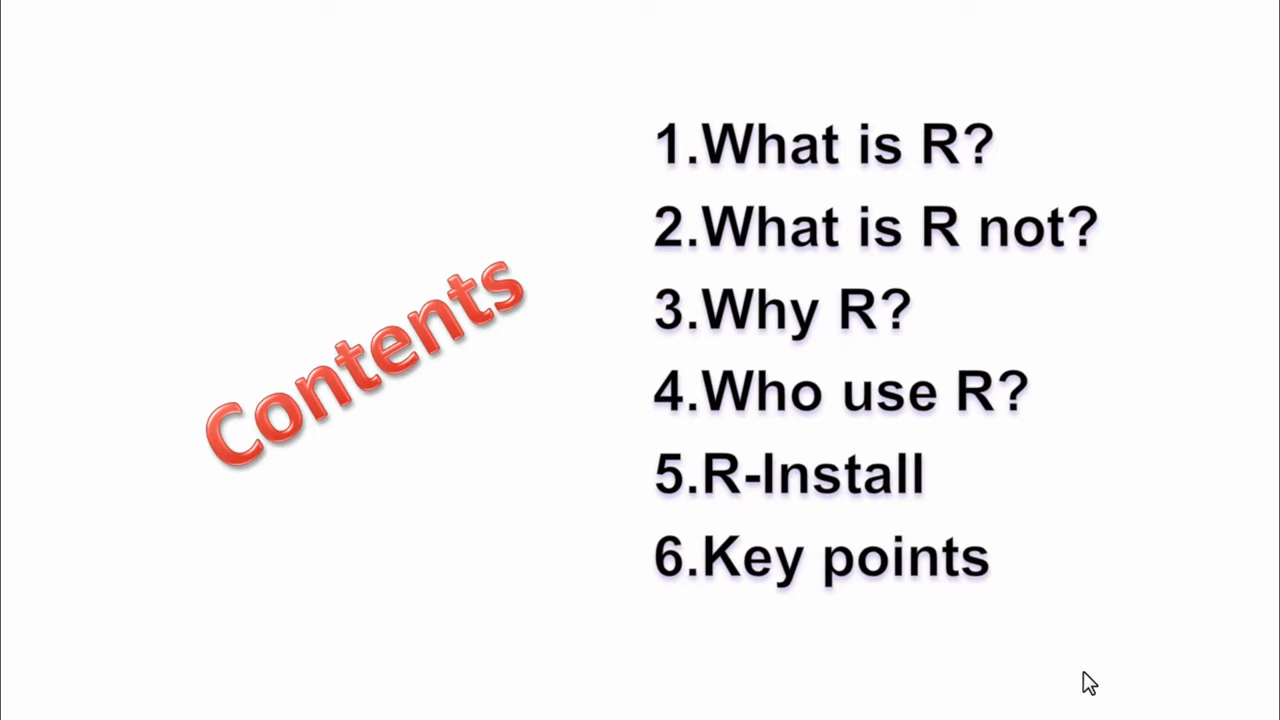 Contents
1.What is R?
2.What is R not?
3.Why R?
4.Who use R?
5.R-Install
6.Key points